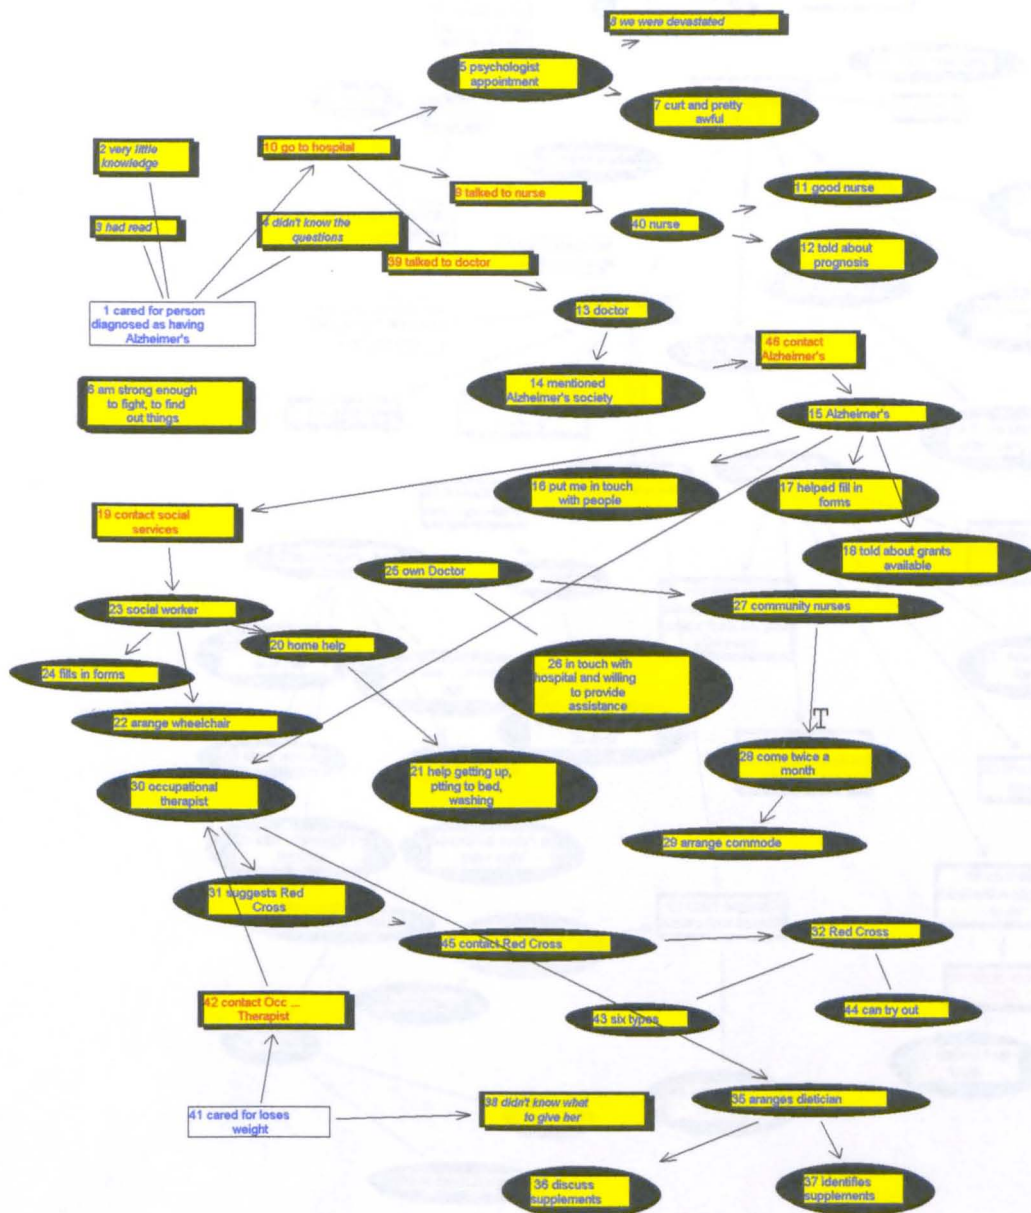 8 we were devastated
5 psychologist
appointment
7 curt and pretty
awful
2 very little
knowledge
10 go to hospital
9 talked to nurse
11 good nurse
3 had read
4 didn't know the
questions
40 nurse
12 told about
prognosis
39 talked to doctor
1 cared for person
diagnosed as having
Alzheimer's
13 doctor
46 contact
Alzheimer's
6 am strong enough
to fight, to find
out things
14 mentioned
Alzheimer's society
15 Alzheimer's
16 put me in touch
with people
17 helped fill in
forms
19 contact social
services
18 told about grants
available
25 own Doctor
23 social worker
27 community nurses
20 home help
24 fills in forms
26 in touch with
hospital and willing
to provide
assistance
22 arange wheelchair
T
28 come twice a
month
30 occupational
therapist
21 help getting up,
ptting to bed,
washing
29 arrange commode
31 suggests Red
Cross
45 contact Red Cross
32 Red Cross
42 contact Occ ...
Therapist
43 six types
44 can try out
41 cared for loses
weight
38 didn't know what
to give her
35 aranges dietician
36 discuss
supplements
37 identifies
supplements